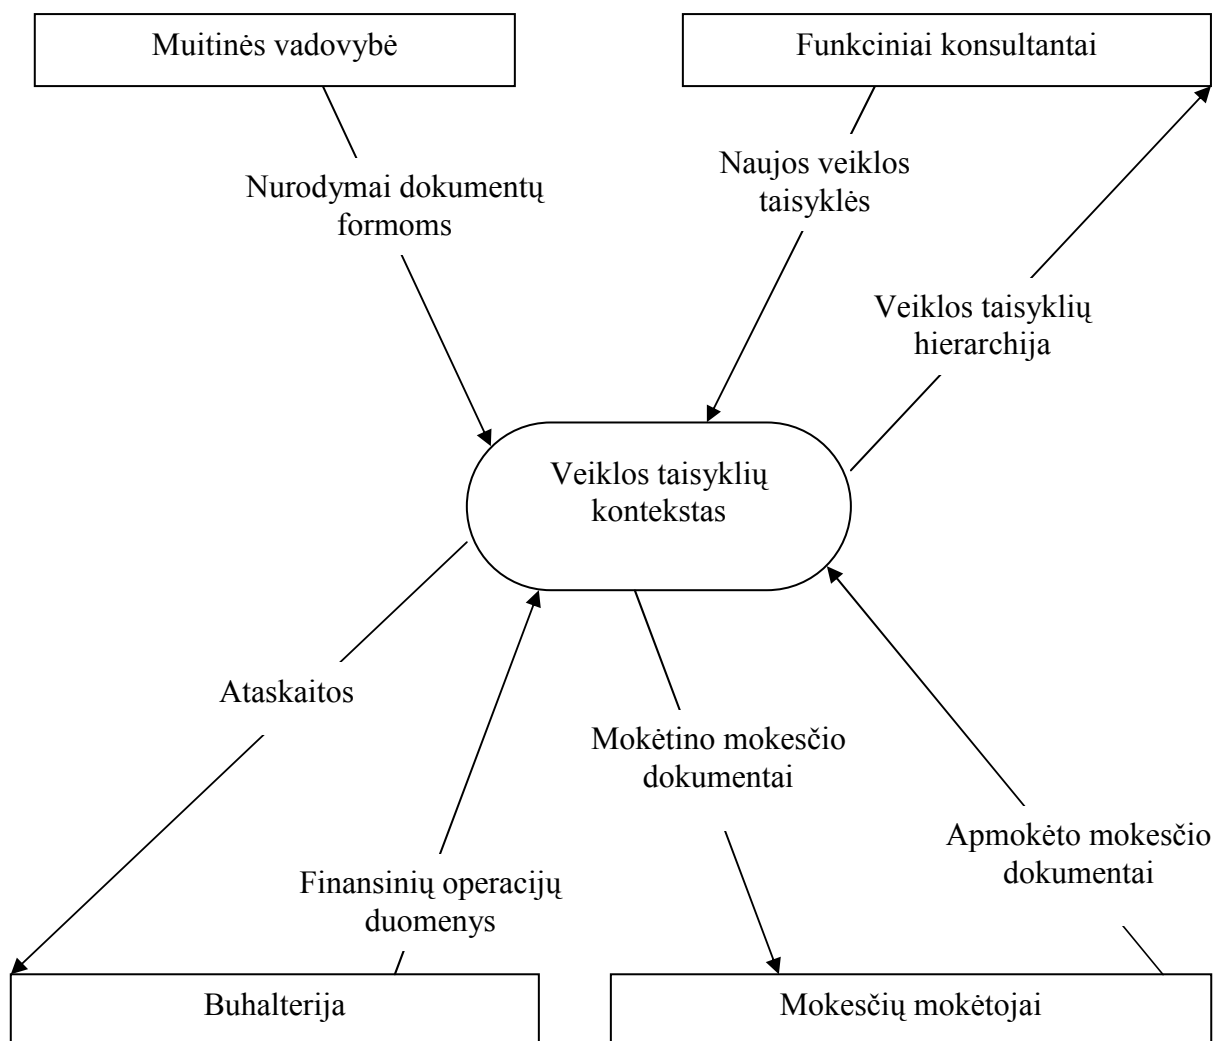 Muitinės vadovybė
Funkciniai konsultantai
Nurodymai dokumentų
formoms
Naujos veiklos
taisyklės
Veiklos taisyklių
hierarchija
Veiklos taisyklių
kontekstas
Ataskaitos
Mokėtino mokesčio
dokumentai
Apmokėto mokesčio
dokumentai
Finansinių operacijų
duomenys
Buhalterija
Mokesčių mokėtojai